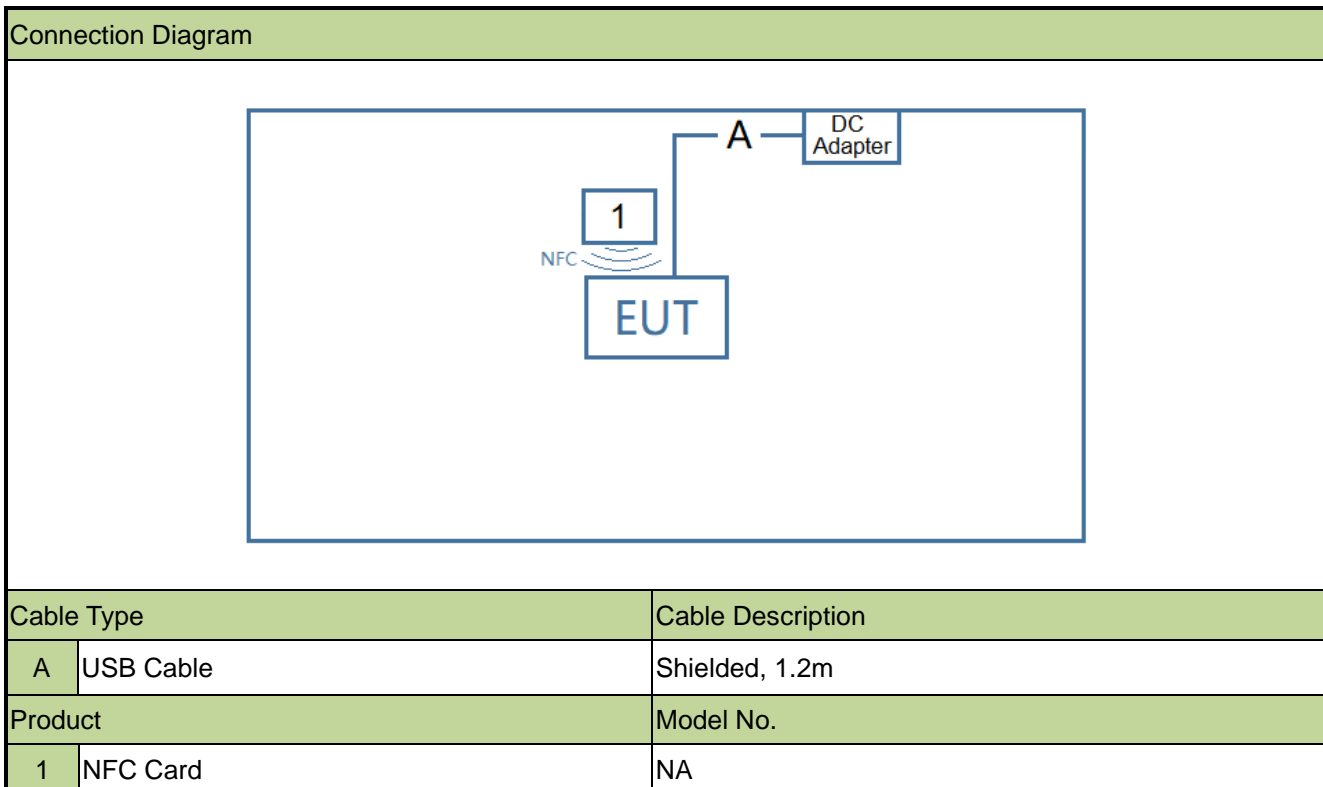 Connection Diagram
A
DC
Adapter
1
NFC
EUT
Cable Type Cable Description
A USB Cable Shielded, 1.2m
Product Model No.
1 NFC Card NA